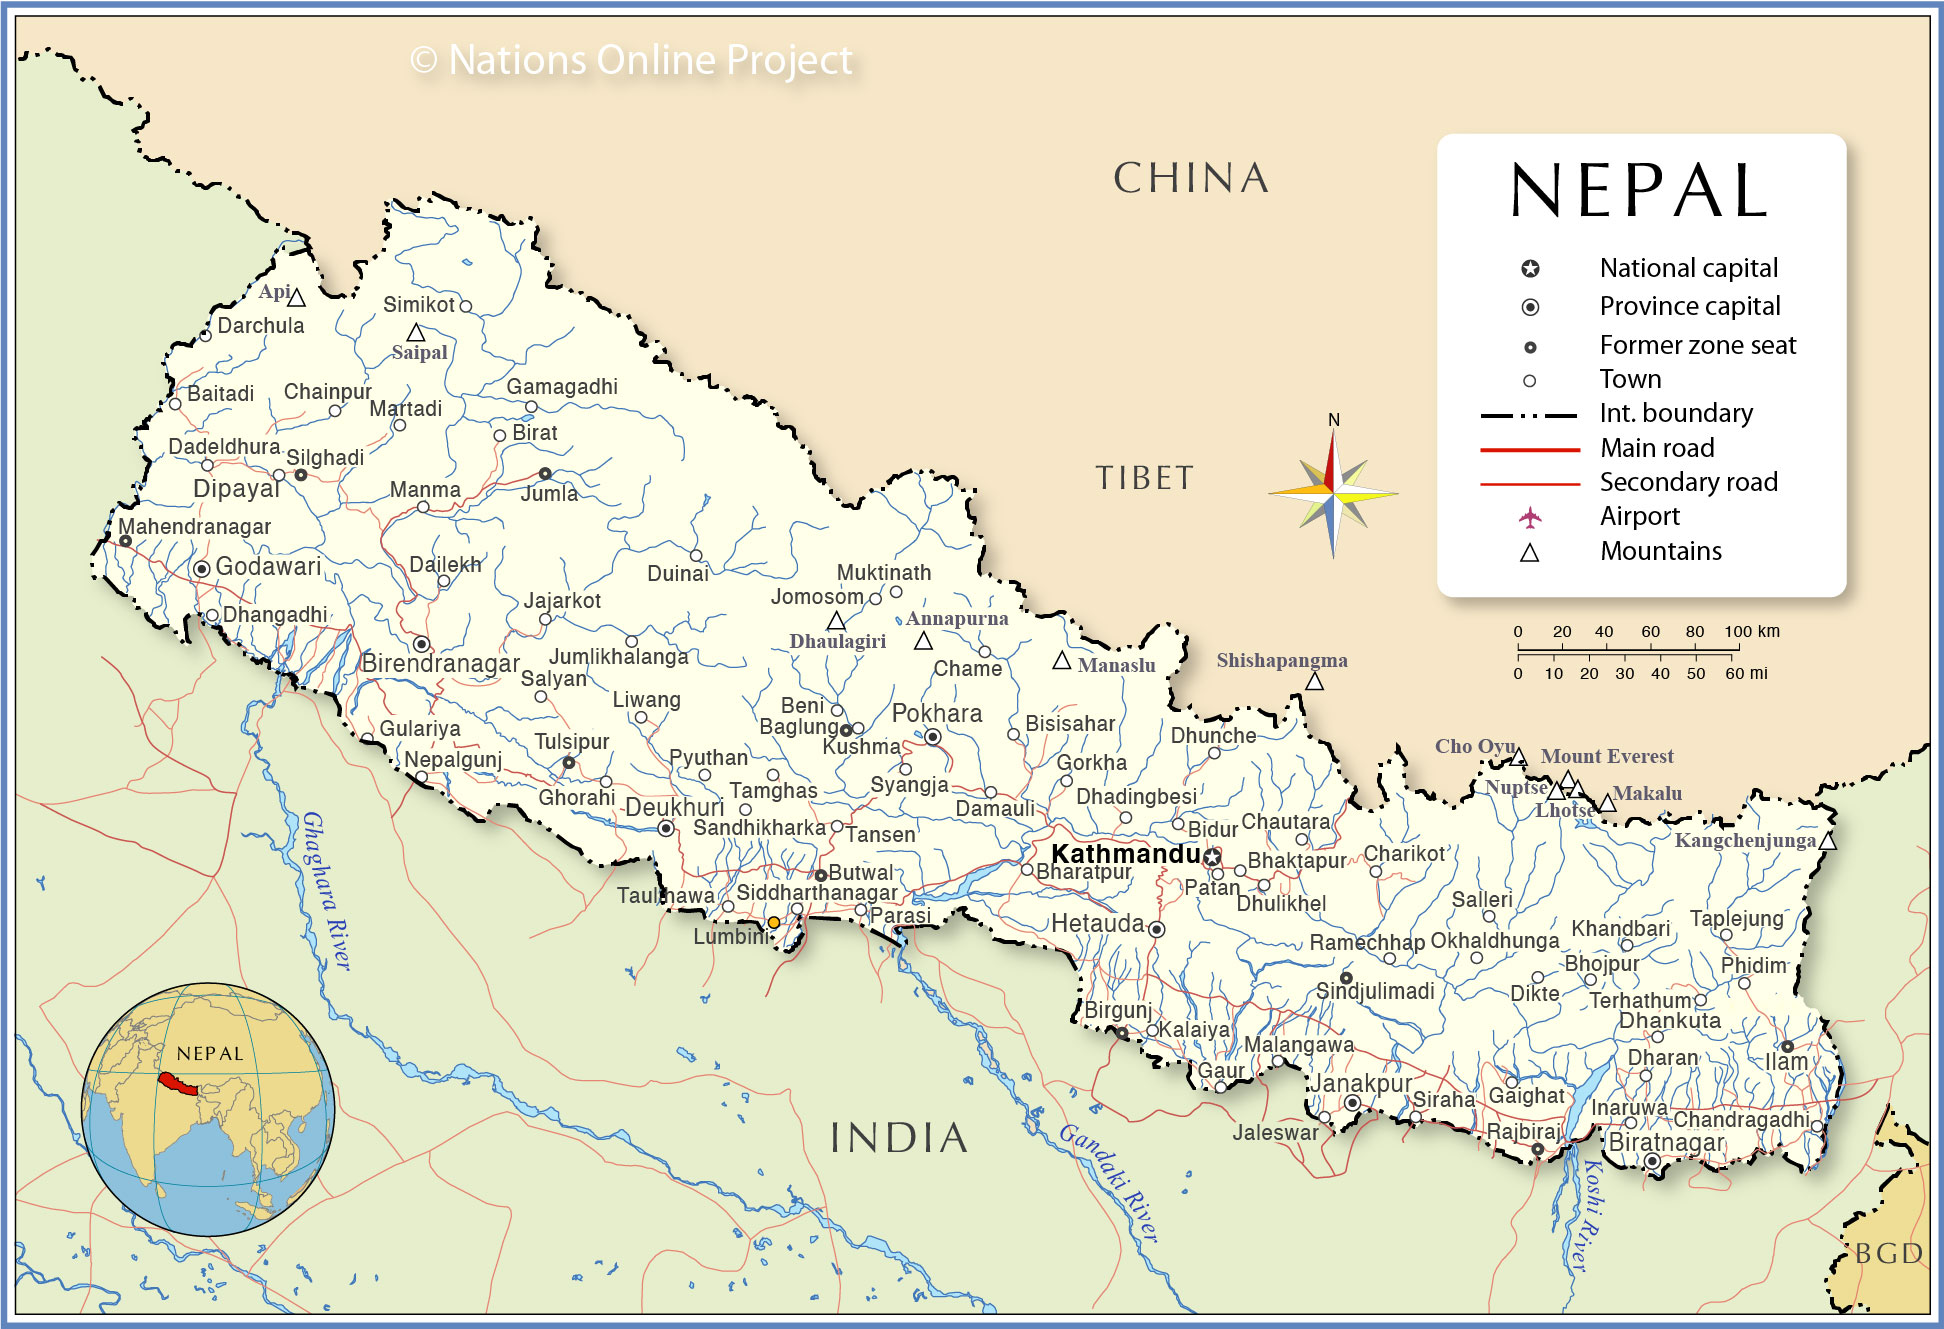 © Nations Online Project
CHINA
TIBET
NEPAL
National capital
Province capital
Former zone seat
Town
Int. boundary
Main road
Secondary road
Airport
Mountains
N
0 20 40 60 80 100 km
0 10 20 30 40 50 60 mi
Api
Simikot
Darchula
Saipal
Baitadi
Chainpur
Gamagadhi
Martadi
Birat
Dadeldhura
Silghadi
Dipayal
Manma
Jumla
Mahendranagar
Godawari
Dailekh
Duinai
Muktinath
Jomosom
Dhangadhi
Jajarkot
Annapurna
Dhaulagiri
Birendranagar
Jumlikhalanga
Chame
Manaslu
Shishapangma
Salyan
Liwang
Beni
Pokhara
Baglung
Bisisahar
Gulariya
Tulsipur
Kushma
Dhunche
Nepalgunj
Pyuthan
Gorkha
Cho Oyu
Mount Everest
Syangja
Nuptse
Makalu
Ghorahi
Tamghas
Damauli
Dhadingbesi
Lhotse
Deukhuri
Sandhikharka
Tansen
Bidur
Chautara
Kangchenjunga
Kathmandu
Bhaktapur
Charikot
Butwal
Bharatpur
Patan
Taulihawa
Siddharthanagar
Dhulikhel
Salleri
Parasi
Hetauda
Taplejung
Lumbini
Ramechhap
Okhaldhunga
Khandbari
Bhojpur
Phidim
Sindjulimadi
Dikte
Terhathum
Birgunj
Kalaiya
Dhankuta
Malangawa
Dharan
Ilam
Gaur
Janakpur
Siraha
Gaighat
Inaruwa
Chandragadhi
Jaleswar
Rajbiraj
Biratnagar
Ghaghara River
Gandaki River
Koshi River
INDIA
BGD
NEPAL